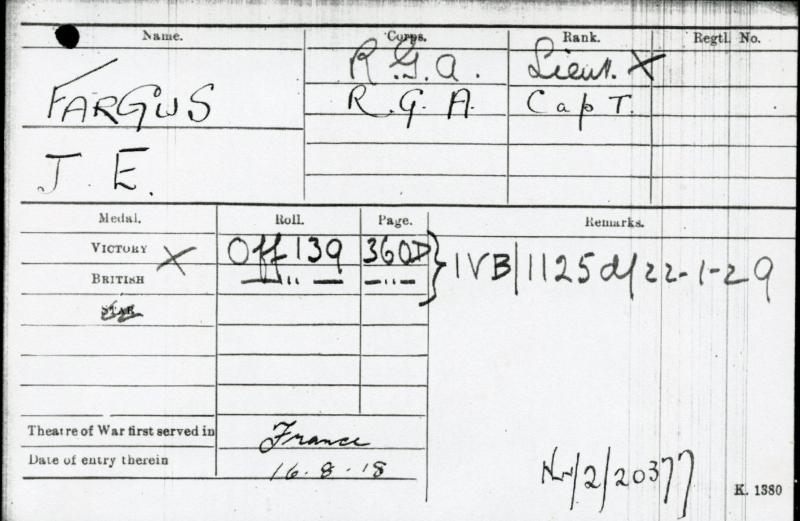 Name. Corps. Rank. Regtl. No.
FARGUS R.G.A. Lieut. X
J. E. R.G.A. Capt.
Medal. Roll. Page. Remarks.
VICTORY X Off 139 360D } IVB/1125 d/22-1-29
BRITISH — " — — " —
STAR
Theatre of War first served in France
Date of entry therein 16.8.18
/2/20377
K. 1380